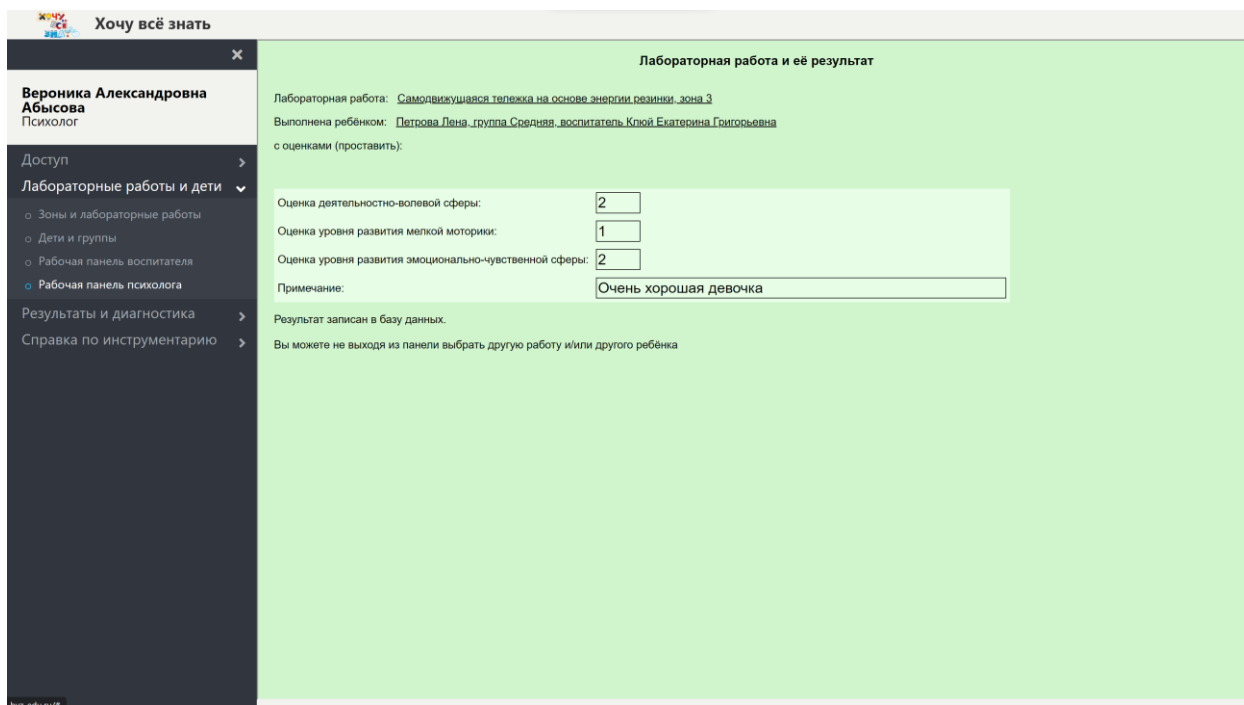 ХОЧУ
ВСЁ
ЗНАТЬ
Хочу всё знать
×
Вероника Александровна
Абысова
Психолог
Доступ
Лабораторные работы и дети
Зоны и лабораторные работы
Дети и группы
Рабочая панель воспитателя
Рабочая панель психолога
Результаты и диагностика
Справка по инструментарию
Лабораторная работа и её результат
Лабораторная работа: Самодвижущаяся тележка на основе энергии резинки, зона 3
Выполнена ребёнком: Петрова Лена, группа Средняя, воспитатель Клюй Екатерина Григорьевна
с оценками (проставить):
Оценка деятельностно-волевой сферы: 2
Оценка уровня развития мелкой моторики: 1
Оценка уровня развития эмоционально-чувственной сферы: 2
Примечание: Очень хорошая девочка
Результат записан в базу данных.
Вы можете не выходя из панели выбрать другую работу и/или другого ребёнка